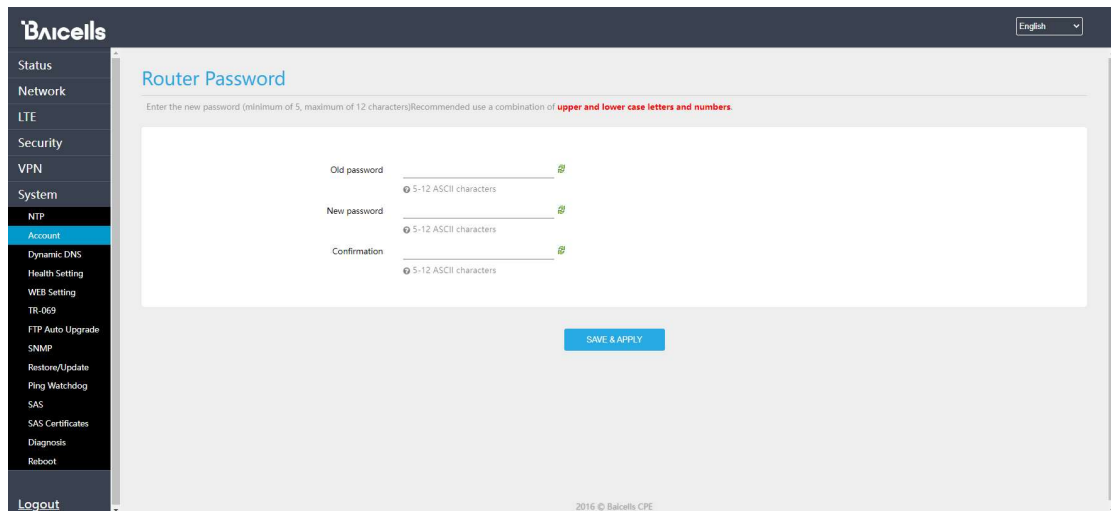 Baicells
English
Status
Network
LTE
Security
VPN
System
NTP
Account
Dynamic DNS
Health Setting
WEB Setting
TR-069
FTP Auto Upgrade
SNMP
Restore/Update
Ping Watchdog
SAS
SAS Certificates
Diagnosis
Reboot
Logout
Router Password
Enter the new password (minimum of 5, maximum of 12 characters)Recommended use a combination of upper and lower case letters and numbers.
Old password
5-12 ASCII characters
New password
5-12 ASCII characters
Confirmation
5-12 ASCII characters
SAVE & APPLY
2016 © Baicells CPE